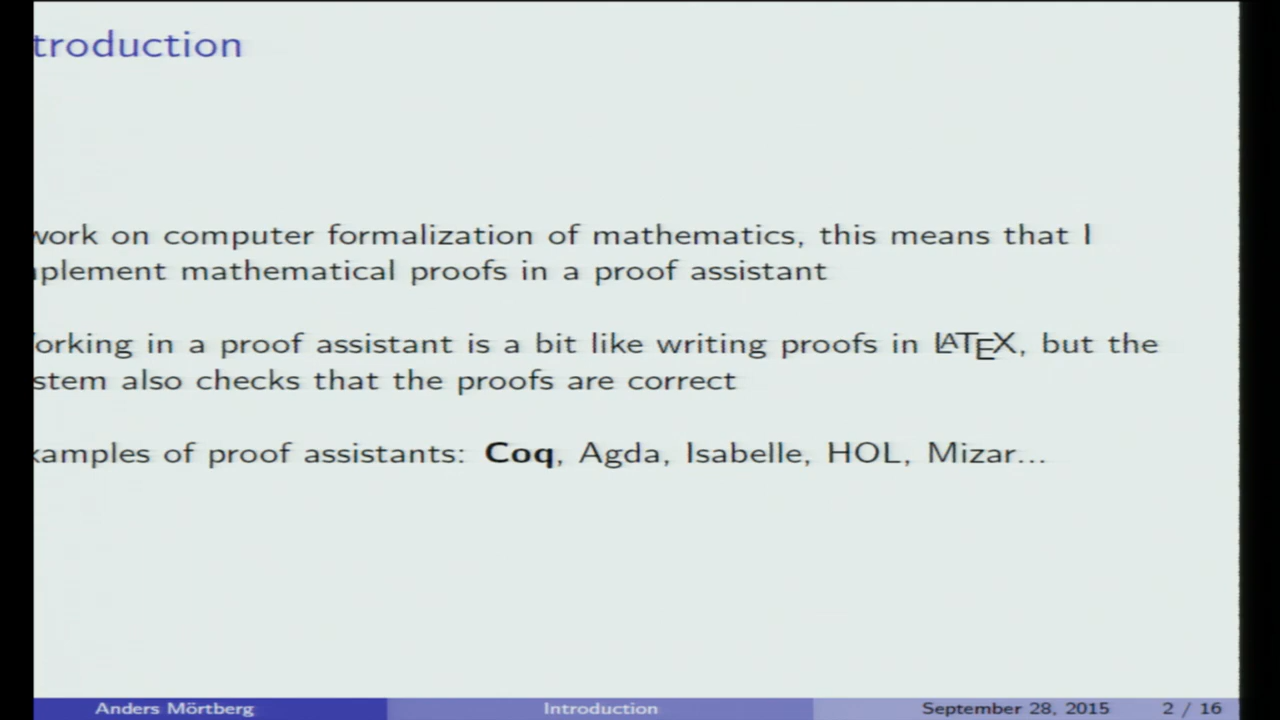 troduction
work on computer formalization of mathematics, this means that I
plement mathematical proofs in a proof assistant
orking in a proof assistant is a bit like writing proofs in LATEX, but the
stem also checks that the proofs are correct
xamples of proof assistants: Coq, Agda, Isabelle, HOL, Mizar...
Anders Mörtberg Introduction September 28, 2015 2 / 16